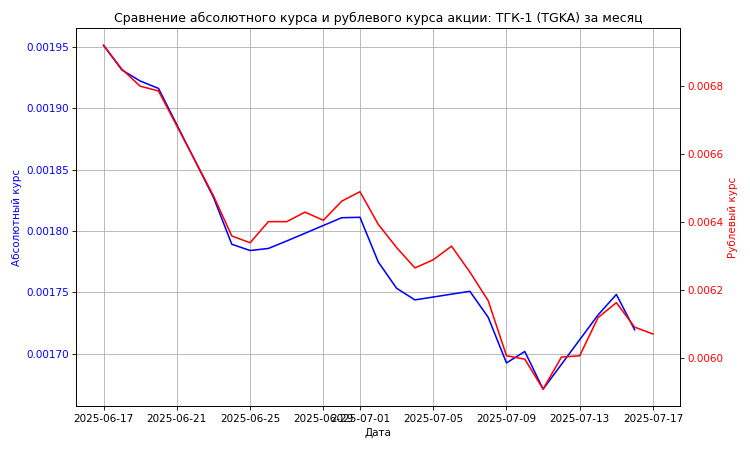 Сравнение абсолютного курса и рублевого курса акции: ТГК-1 (TGKA) за месяц
0.00195
0.00190
0.00185
0.00180
0.00175
0.00170
Абсолютный курс
0.0068
0.0066
0.0064
0.0062
0.0060
Рублевый курс
2025-06-17 2025-06-21 2025-06-25 2025-06-29 2025-07-01 2025-07-05 2025-07-09 2025-07-13 2025-07-17
Дата